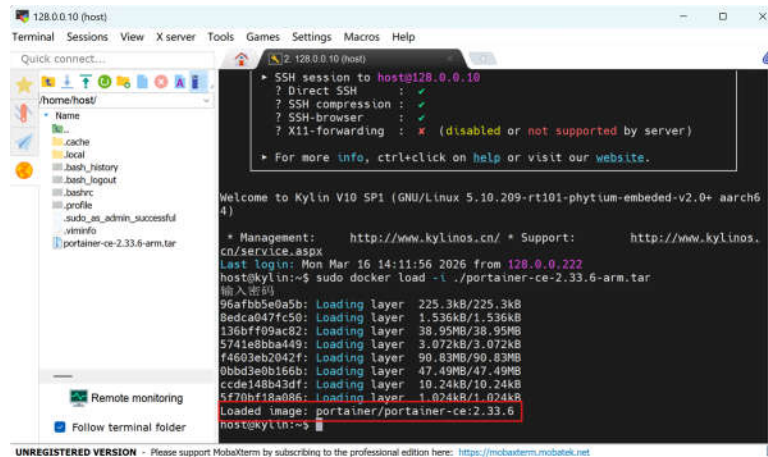 128.0.0.10 (host)
Terminal Sessions View X server Tools Games Settings Macros Help
Quick connect...
2. 128.0.0.10 (host)
/home/host/
Name
..
.cache
.local
.bash_history
.bash_logout
.bashrc
.profile
.sudo_as_admin_successful
.viminfo
portainer-ce-2.33.6-arm.tar
Remote monitoring
Follow terminal folder
▸ SSH session to host@128.0.0.10
? Direct SSH : ✔
? SSH compression : ✔
? SSH-browser : ✔
? X11-forwarding : ✘ (disabled or not supported by server)
▸ For more info, ctrl+click on help or visit our website.
Welcome to Kylin V10 SP1 (GNU/Linux 5.10.209-rt101-phytium-embeded-v2.0+ aarch6
4)
* Management: http://www.kylinos.cn/ * Support: http://www.kylinos.
cn/service.aspx
Last login: Mon Mar 16 14:11:56 2026 from 128.0.0.222
host@kylin:~$ sudo docker load -i ./portainer-ce-2.33.6-arm.tar
输入密码
96afbb5e0a5b: Loading layer 225.3kB/225.3kB
8edca047fc50: Loading layer 1.536kB/1.536kB
136bff09ac82: Loading layer 38.95MB/38.95MB
5741e8bba449: Loading layer 3.072kB/3.072kB
f4603eb2042f: Loading layer 90.83MB/90.83MB
0bbd3e0b166b: Loading layer 47.49MB/47.49MB
ccde148b43df: Loading layer 10.24kB/10.24kB
5f70bf18a086: Loading layer 1.024kB/1.024kB
Loaded image: portainer/portainer-ce:2.33.6
host@kylin:~$
UNREGISTERED VERSION - Please support MobaXterm by subscribing to the professional edition here: https://mobaxterm.mobatek.net